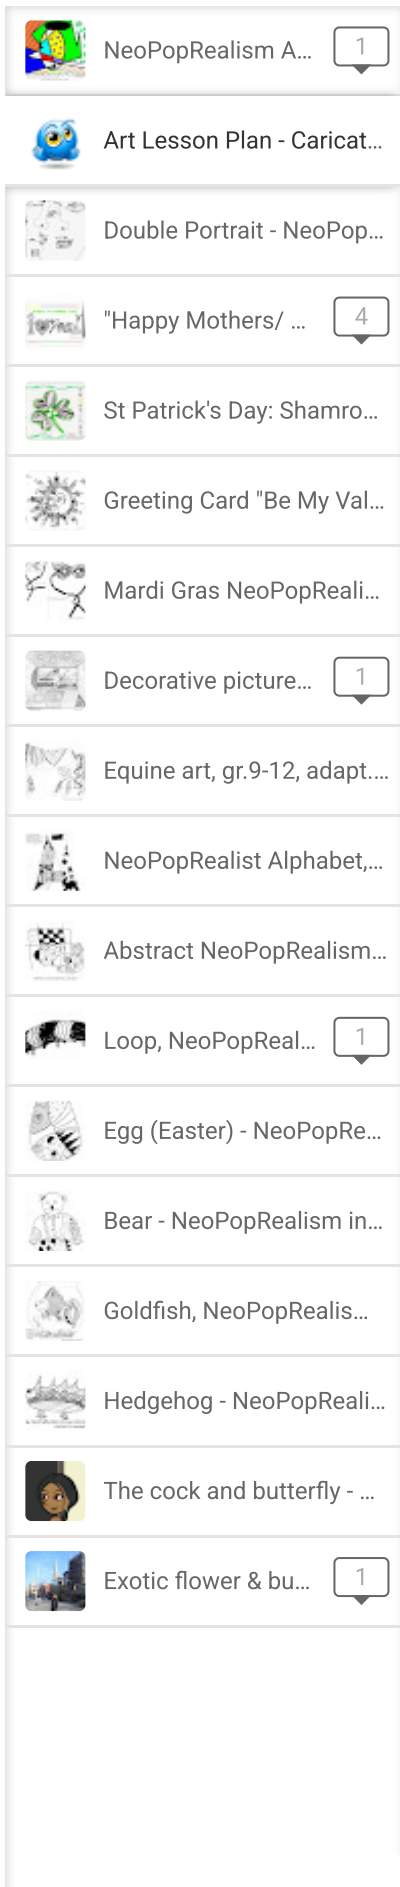 NeoPopRealism A...
1
Art Lesson Plan - Caricat...
Double Portrait - NeoPop...
"Happy Mothers/ ...
4
St Patrick's Day: Shamro...
Greeting Card "Be My Val...
Mardi Gras NeoPopReali...
Decorative picture...
1
Equine art, gr.9-12, adapt....
NeoPopRealist Alphabet,...
Abstract NeoPopRealism...
Loop, NeoPopReal...
1
Egg (Easter) - NeoPopRe...
Bear - NeoPopRealism in...
Goldfish, NeoPopRealis...
Hedgehog - NeoPopReali...
The cock and butterfly - ...
Exotic flower & bu...
1